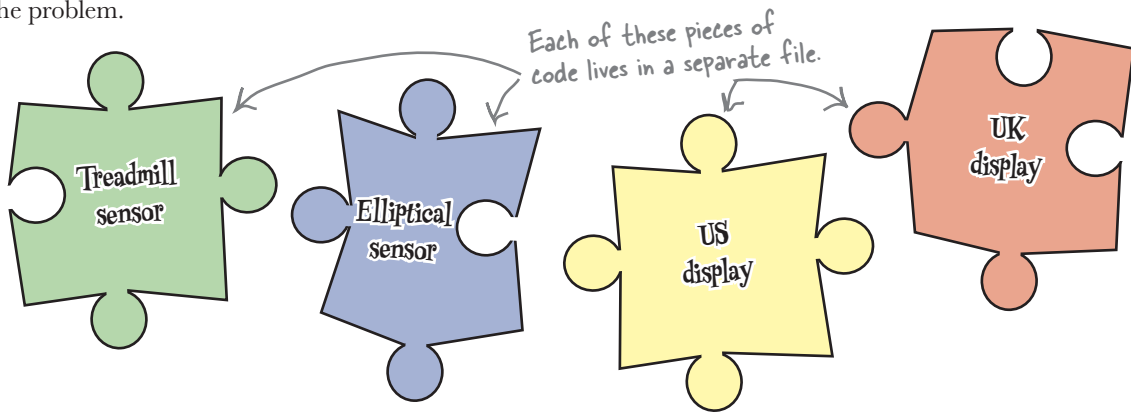 he problem.
Each of these pieces of
code lives in a separate file.
Treadmill
sensor
Elliptical
sensor
US
display
UK
display